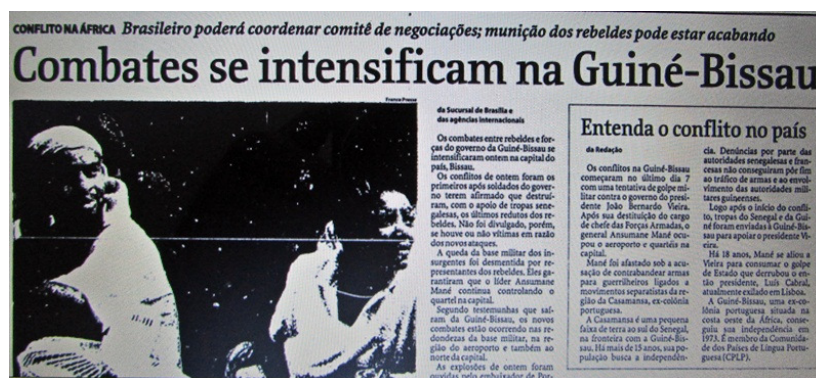 CONFLITO NA ÁFRICA Brasileiro poderá coordenar comitê de negociações; munição dos rebeldes pode estar acabando
Combates se intensificam na Guiné-Bissau
France Presse
da Sucursal de Brasília e
das agências internacionais
Os combates entre rebeldes e for-
ças do governo da Guiné-Bissau se
intensificaram ontem na capital do
país, Bissau.
Os conflitos de ontem foram os
primeiros após soldados do gover-
no terem afirmado que destruí-
ram, com o apoio de tropas sene-
galesas, os últimos redutos dos re-
beldes. Não foi divulgado, porém,
se houve ou não vítimas em razão
dos novos ataques.
A queda da base militar dos in-
surgentes foi desmentida por re-
presentantes dos rebeldes. Eles ga-
rantiram que o líder Ansumane
Mané continua controlando o
quartel na capital.
Segundo testemunhas que saí-
ram da Guiné-Bissau, os novos
combates estão ocorrendo nas re-
dondezas da base militar, na re-
gião do aeroporto e também ao
norte da capital.
As explosões de ontem foram
ouvidas pelo embaixador de Por-
Entenda o conflito no país
da Redação
Os conflitos na Guiné-Bissau
começaram no último dia 7
com uma tentativa de golpe mi-
litar contra o governo do presi-
dente João Bernardo Vieira.
Após sua destituição do cargo
de chefe das Forças Armadas, o
general Ansumane Mané ocu-
pou o aeroporto e quartéis na
capital.
Mané foi afastado sob a acu-
sação de contrabandear armas
para guerrilheiros ligados a
movimentos separatistas da re-
gião da Casamansa, ex-colônia
portuguesa.
A Casamansa é uma pequena
faixa de terra ao sul do Senegal,
na fronteira com a Guiné-Bis-
sau. Há mais de 15 anos, sua po-
pulação busca a independên-
cia. Denúncias por parte das
autoridades senegalesas e fran-
cesas não conseguiram pôr fim
ao tráfico de armas e ao envol-
vimento das autoridades mili-
tares guineenses.
Logo após o início do confli-
to, tropas do Senegal e da Gui-
né foram enviadas à Guiné-Bis-
sau para apoiar o presidente Vi-
eira.
Há 18 anos, Mané se aliou a
Vieira para consumar o golpe
de Estado que derrubou o en-
tão presidente, Luís Cabral,
atualmente exilado em Lisboa.
A Guiné-Bissau, uma ex-co-
lônia portuguesa situada na
costa oeste da África, conse-
guiu sua independência em
1973. É membro da Comunida-
de dos Países de Língua Portu-
guesa (CPLP).